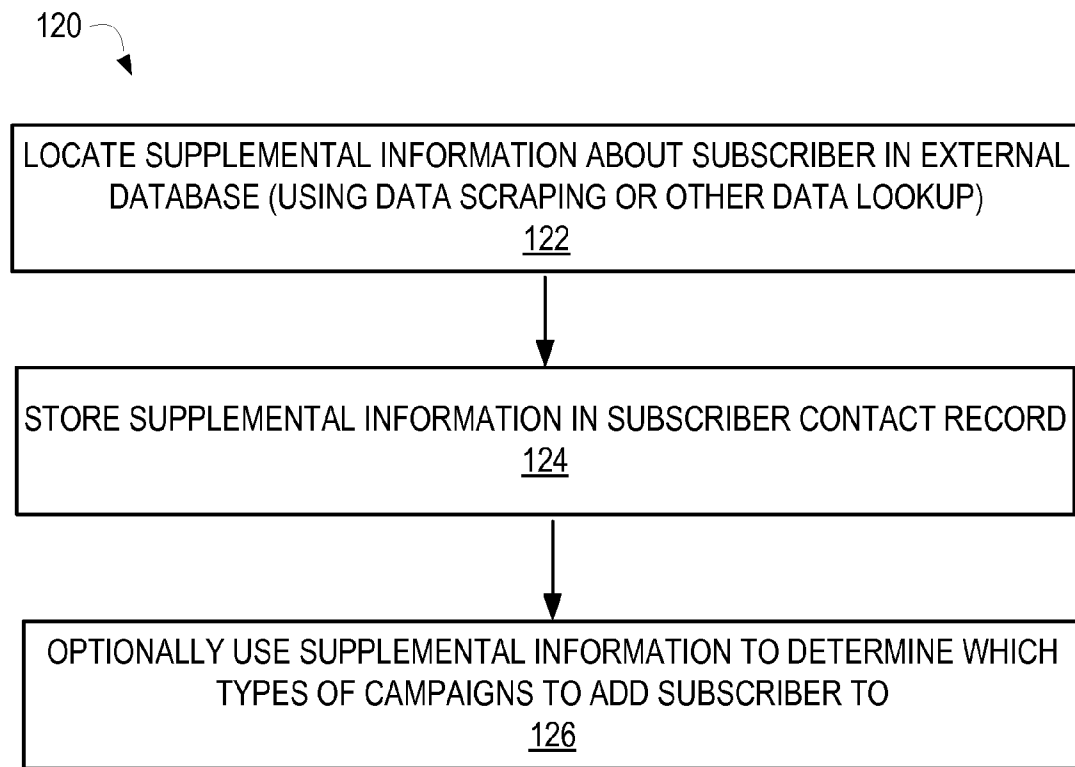 120
LOCATE SUPPLEMENTAL INFORMATION ABOUT SUBSCRIBER IN EXTERNAL
DATABASE (USING DATA SCRAPING OR OTHER DATA LOOKUP)
122
STORE SUPPLEMENTAL INFORMATION IN SUBSCRIBER CONTACT RECORD
124
OPTIONALLY USE SUPPLEMENTAL INFORMATION TO DETERMINE WHICH
TYPES OF CAMPAIGNS TO ADD SUBSCRIBER TO
126